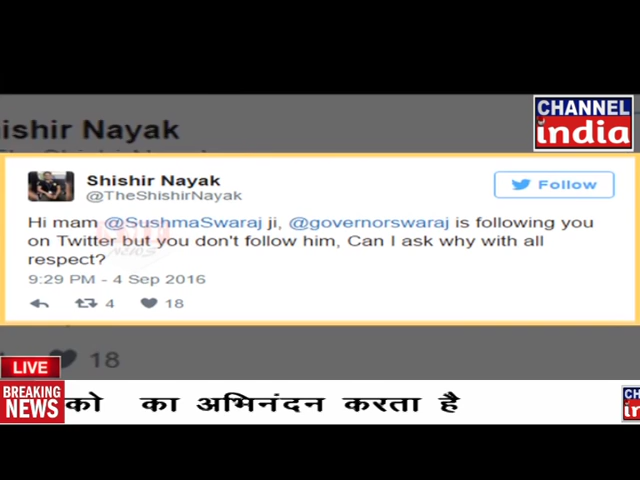 ishir Nayak
CHANNEL
india
Shishir Nayak
@TheShishirNayak
Follow
Hi mam @SushmaSwaraj ji, @governorswaraj is following you
on Twitter but you don't follow him, Can I ask why with all
respect?
9:29 PM - 4 Sep 2016
4 18
18
LIVE
BREAKING
NEWS
को का अभिनंदन करता है